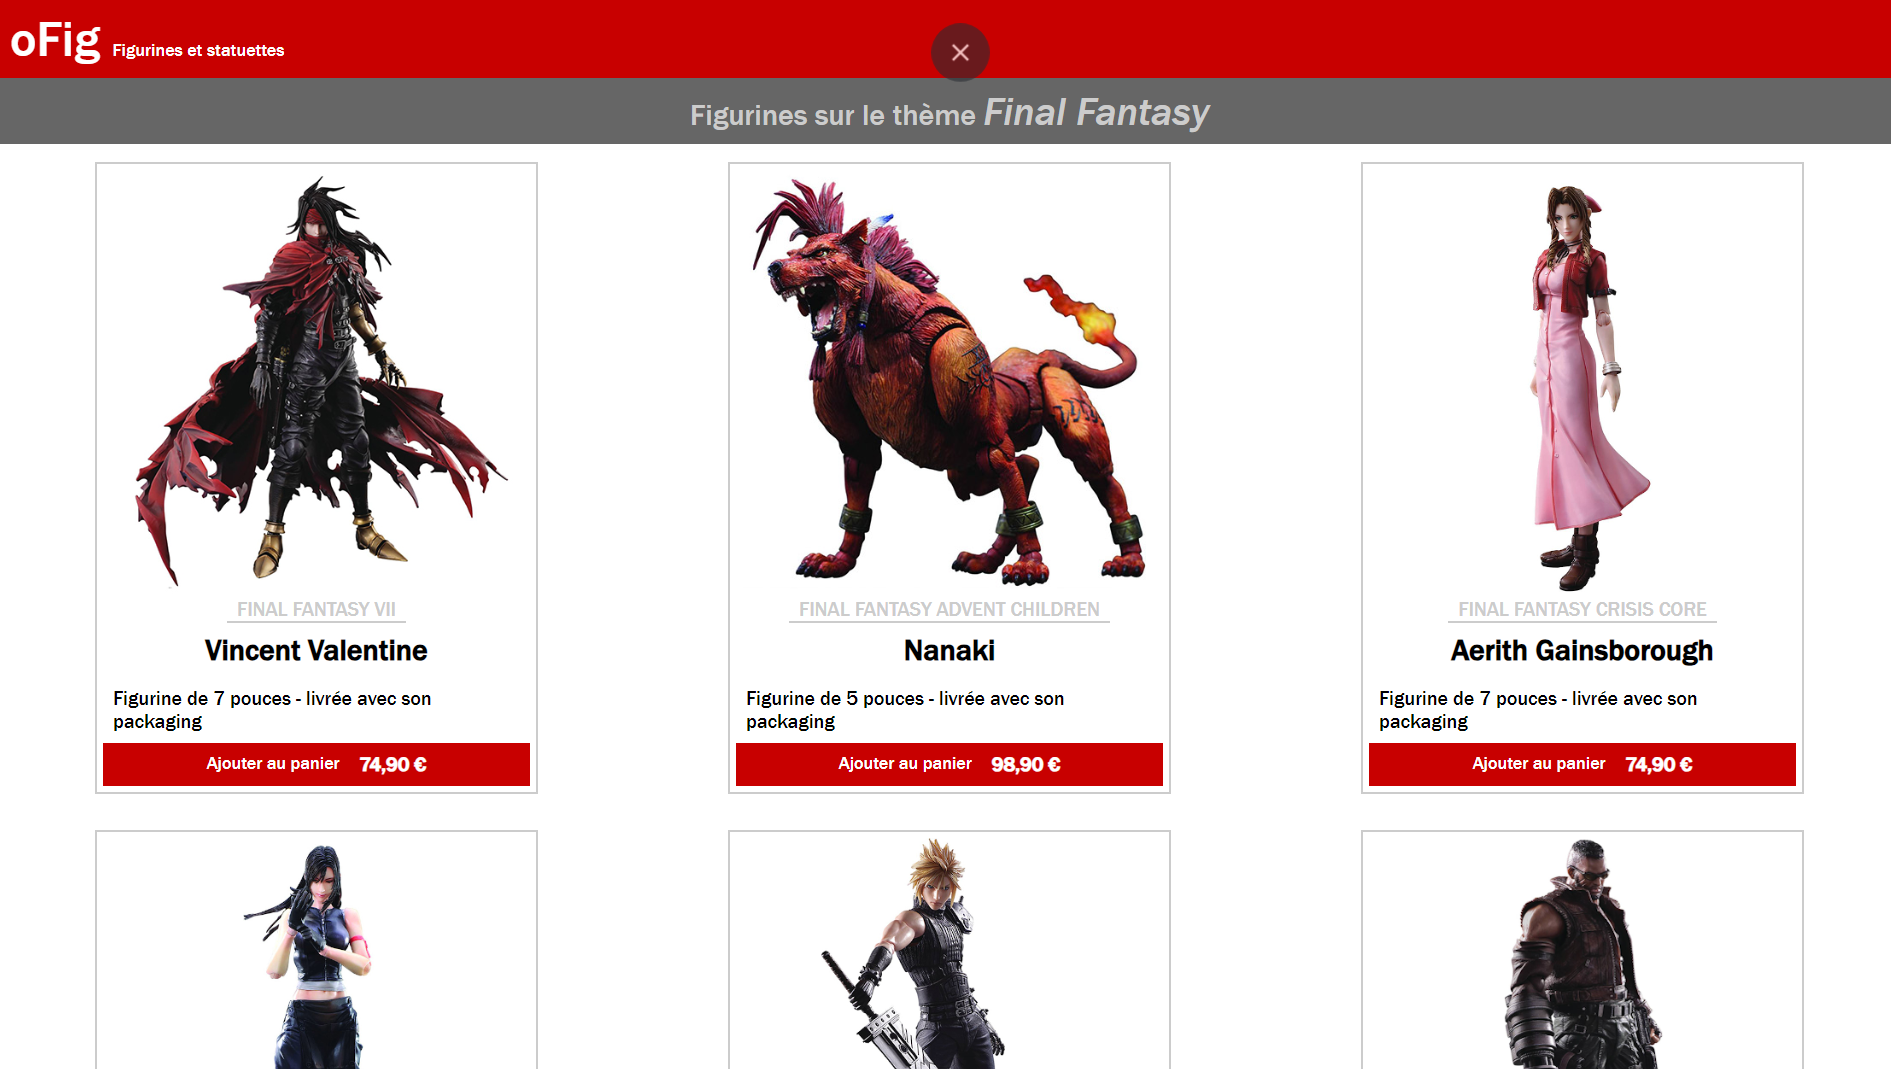 oFig Figurines et statuettes
Figurines sur le thème Final Fantasy
FINAL FANTASY VII
Vincent Valentine
Figurine de 7 pouces - livrée avec son
packaging
Ajouter au panier 74,90 €
FINAL FANTASY ADVENT CHILDREN
Nanaki
Figurine de 5 pouces - livrée avec son
packaging
Ajouter au panier 98,90 €
FINAL FANTASY CRISIS CORE
Aerith Gainsborough
Figurine de 7 pouces - livrée avec son
packaging
Ajouter au panier 74,90 €